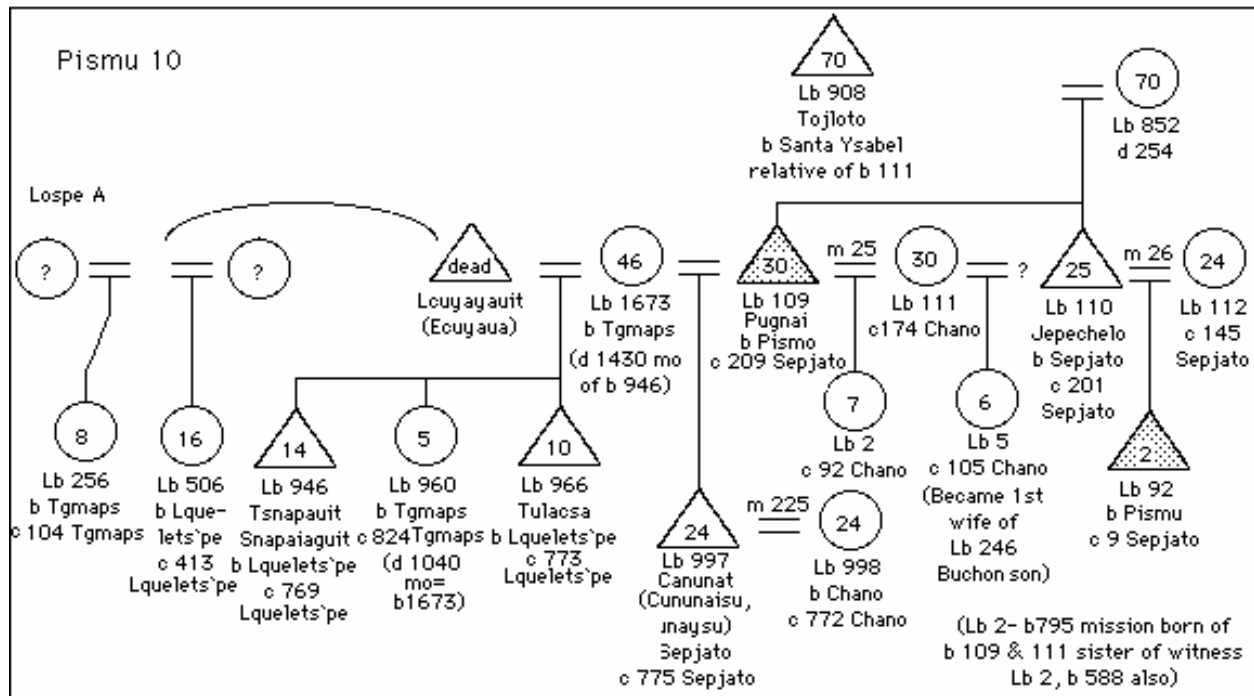 Pismu 10
70
Lb 908
Tojloto
b Santa Ysabel
relative of b 111
70
Lb 852
d 254
Lospe A
?
?
dead
Lcuyayauit
(Ecuyaua)
46
Lb 1673
b Tgmaps
(d 1430 mo
of b 946)
30
Lb 109
Pugnai
b Pismo
c 209 Sepjato
m 25
30
Lb 111
c174 Chano
?
25
Lb 110
Jepechelo
b Sepjato
c 201
Sepjato
m 26
24
Lb 112
c 145
Sepjato
8
Lb 256
b Tgmaps
c 104 Tgmaps
16
Lb 506
b Lque-
lets`pe
c 413
Lquelets`pe
14
Lb 946
Tsnapauit
Snapaiaguit
b Lquelets`pe
c 769
Lquelets`pe
5
Lb 960
b Tgmaps
c 824Tgmaps
(d 1040
mo=
b1673)
10
Lb 966
Tulacsa
b Lquelets`pe
c 773
Lquelets`pe
24
Lb 997
Canunat
(Cununaisu,
unaysu)
Sepjato
c 775 Sepjato
m 225
24
Lb 998
b Chano
c 772 Chano
7
Lb 2
c 92 Chano
6
Lb 5
c 105 Chano
(Became 1st
wife of
Lb 246
Buchon son)
2
Lb 92
b Pismu
c 9 Sepjato
(Lb 2- b795 mission born of
b 109 & 111 sister of witness
Lb 2, b 588 also)